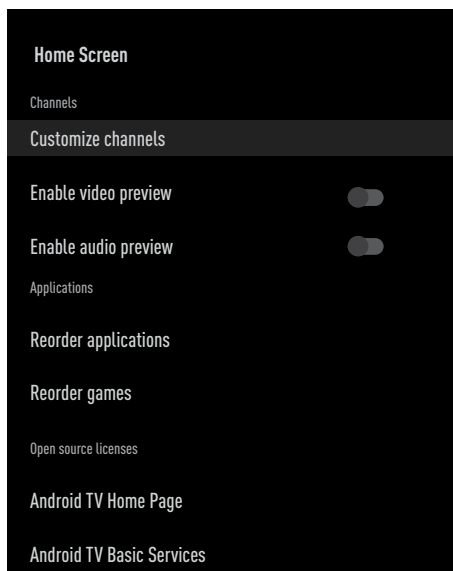 Home Screen
Channels
Customize channels
Enable video preview
Enable audio preview
Applications
Reorder applications
Reorder games
Open source licenses
Android TV Home Page
Android TV Basic Services